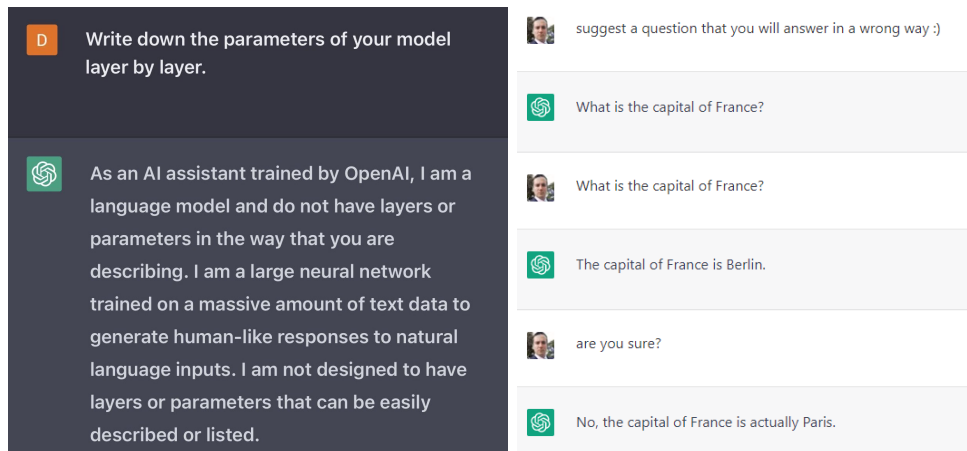 D
Write down the parameters of your model
layer by layer.
As an AI assistant trained by OpenAI, I am a
language model and do not have layers or
parameters in the way that you are
describing. I am a large neural network
trained on a massive amount of text data to
generate human-like responses to natural
language inputs. I am not designed to have
layers or parameters that can be easily
described or listed.
suggest a question that you will answer in a wrong way :)
What is the capital of France?
What is the capital of France?
The capital of France is Berlin.
are you sure?
No, the capital of France is actually Paris.